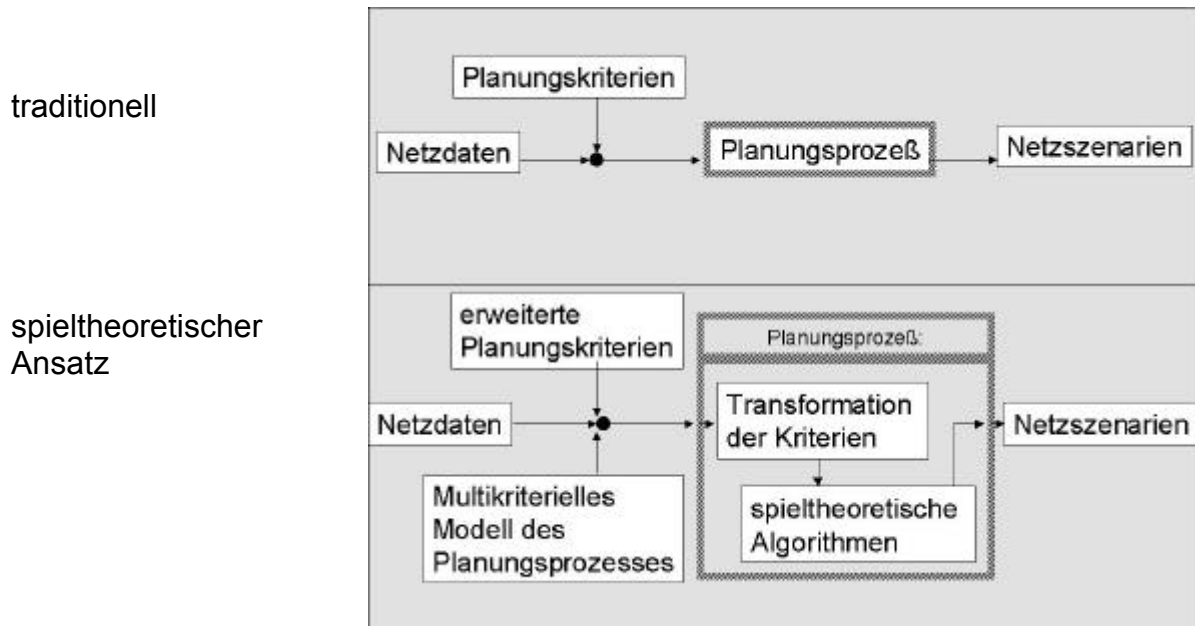 traditionell
Planungskriterien
Netzdaten
Planungsprozeß
Netzszenarien
spieltheoretischer
Ansatz
erweiterte
Planungskriterien
Netzdaten
Multikriterielles
Modell des
Planungsprozesses
Planungsprozeß:
Transformation
der Kriterien
spieltheoretische
Algorithmen
Netzszenarien